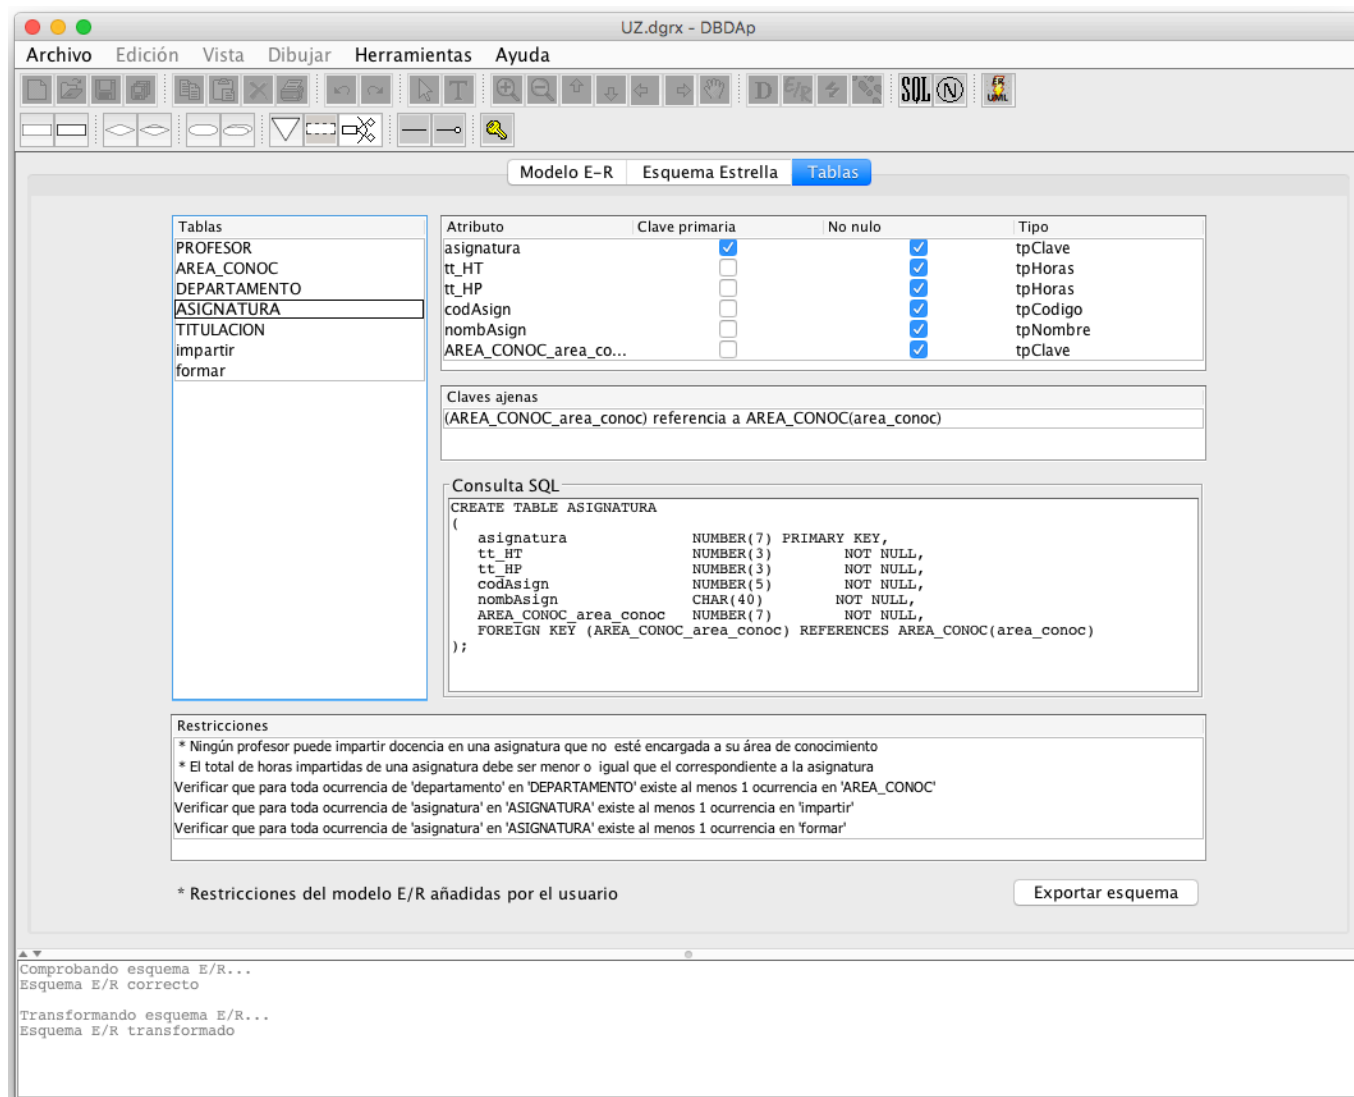 UZ.dgrx - DBDAp
Archivo Edición Vista Dibujar Herramientas Ayuda
T D E/R SQL N ER UML
Modelo E-R Esquema Estrella Tablas
Tablas
PROFESOR
AREA_CONOC
DEPARTAMENTO
ASIGNATURA
TITULACION
impartir
formar
Atributo Clave primaria No nulo Tipo
asignatura tpClave
tt_HT tpHoras
tt_HP tpHoras
codAsign tpCodigo
nombAsign tpNombre
AREA_CONOC_area_co... tpClave
Claves ajenas
(AREA_CONOC_area_conoc) referencia a AREA_CONOC(area_conoc)
Consulta SQL
CREATE TABLE ASIGNATURA
(
asignatura NUMBER(7) PRIMARY KEY,
tt_HT NUMBER(3) NOT NULL,
tt_HP NUMBER(3) NOT NULL,
codAsign NUMBER(5) NOT NULL,
nombAsign CHAR(40) NOT NULL,
AREA_CONOC_area_conoc NUMBER(7) NOT NULL,
FOREIGN KEY (AREA_CONOC_area_conoc) REFERENCES AREA_CONOC(area_conoc)
);
Restricciones
* Ningún profesor puede impartir docencia en una asignatura que no esté encargada a su área de conocimiento
* El total de horas impartidas de una asignatura debe ser menor o igual que el correspondiente a la asignatura
Verificar que para toda ocurrencia de 'departamento' en 'DEPARTAMENTO' existe al menos 1 ocurrencia en 'AREA_CONOC'
Verificar que para toda ocurrencia de 'asignatura' en 'ASIGNATURA' existe al menos 1 ocurrencia en 'impartir'
Verificar que para toda ocurrencia de 'asignatura' en 'ASIGNATURA' existe al menos 1 ocurrencia en 'formar'
* Restricciones del modelo E/R añadidas por el usuario
Exportar esquema
Comprobando esquema E/R...
Esquema E/R correcto
Transformando esquema E/R...
Esquema E/R transformado